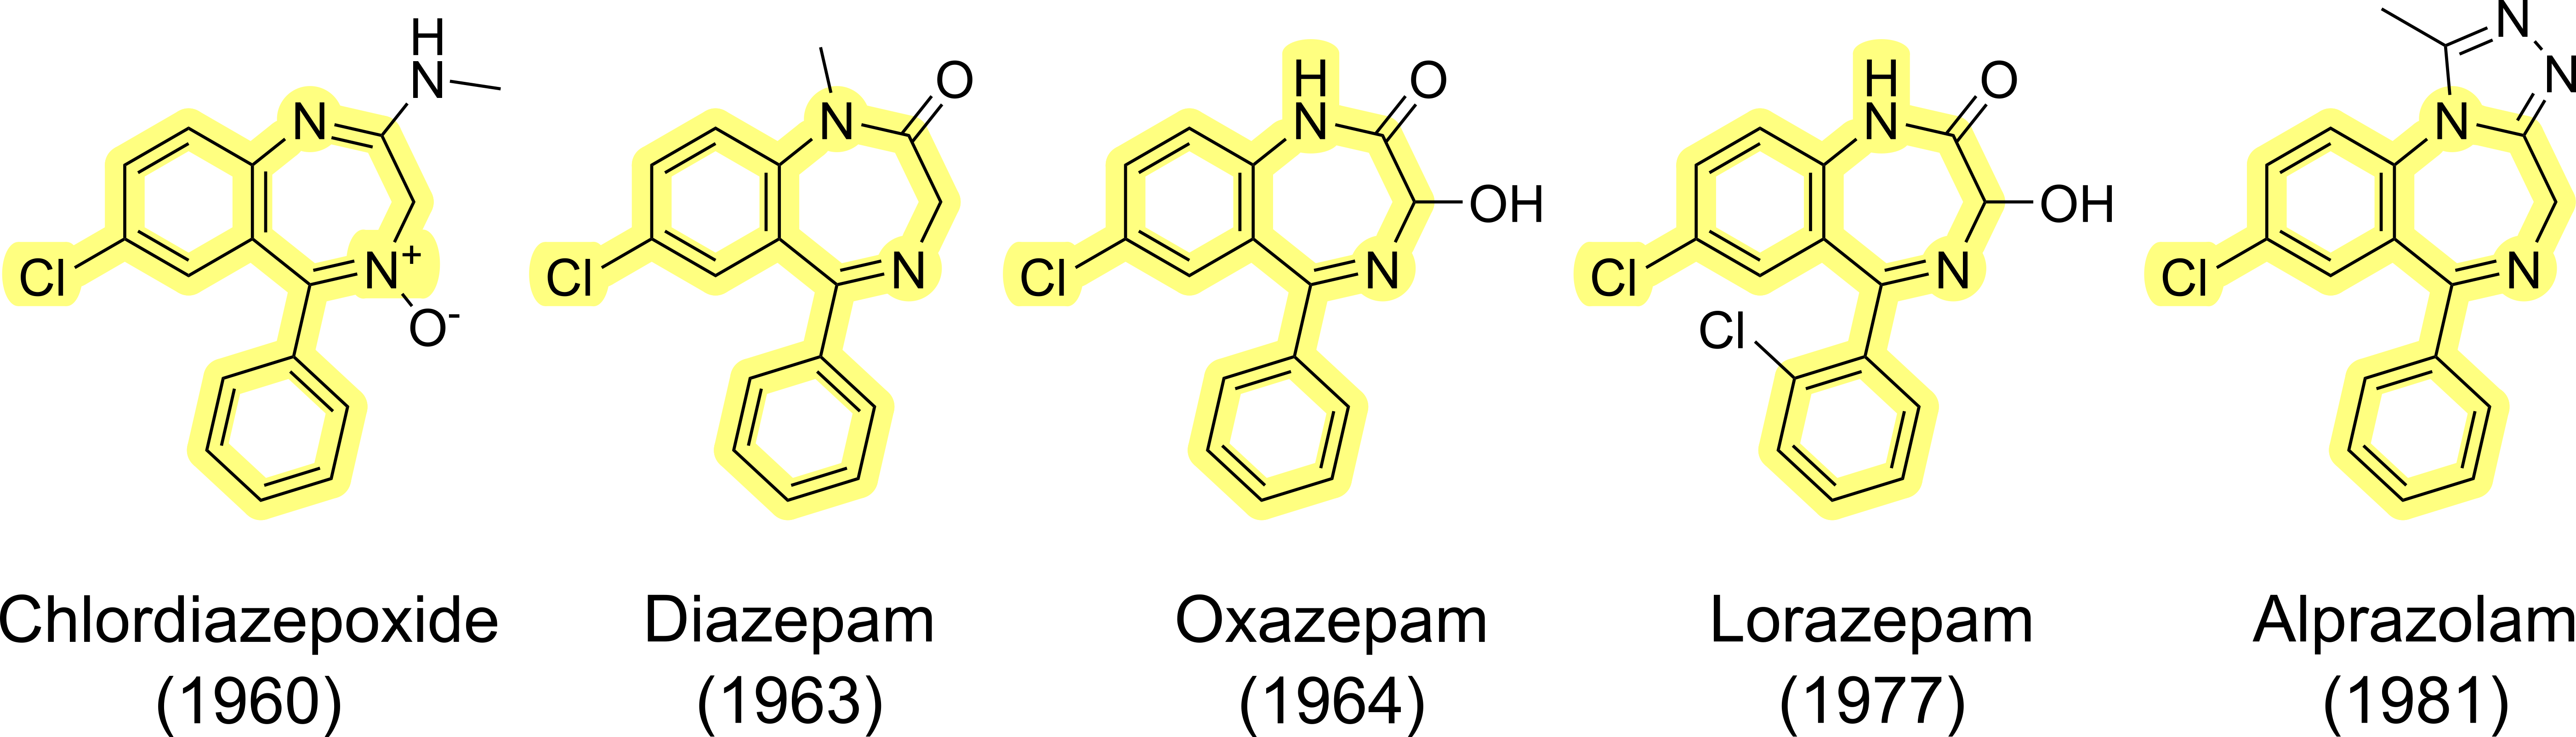 H
N
N
Cl
N+
O-
Chlordiazepoxide
(1960)
N
O
Cl
N
Diazepam
(1963)
H
N
O
OH
Cl
N
Oxazepam
(1964)
H
N
O
OH
Cl
N
Cl
Lorazepam
(1977)
N
N
N
Cl
N
Alprazolam
(1981)